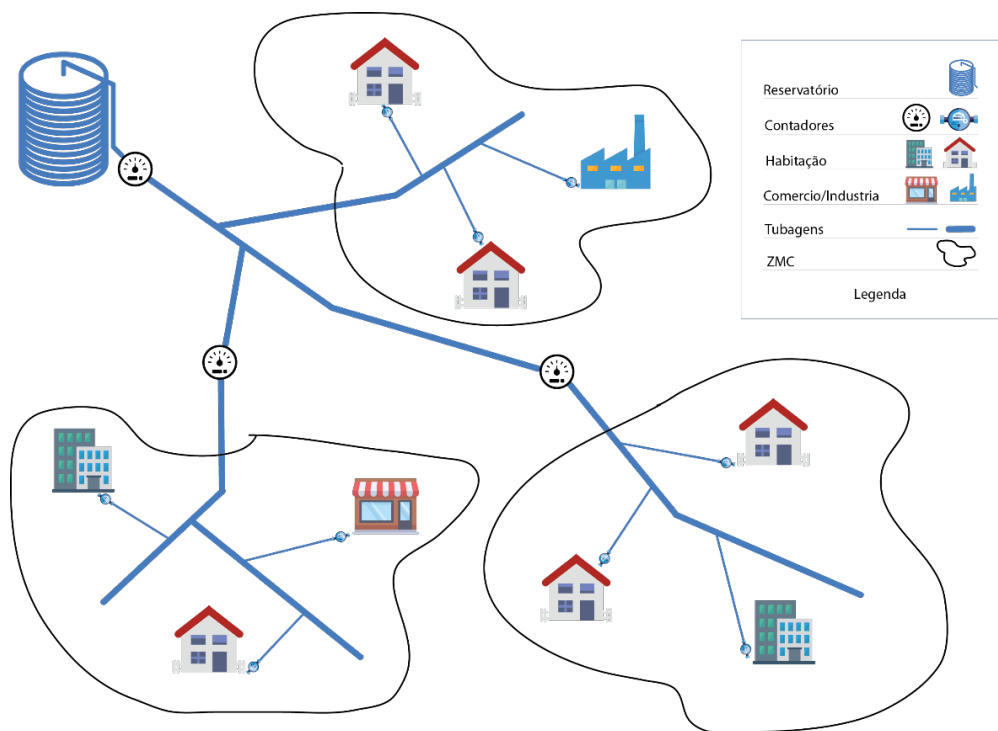 Reservatório
Contadores
Habitação
Comercio/Industria
Tubagens
ZMC
Legenda